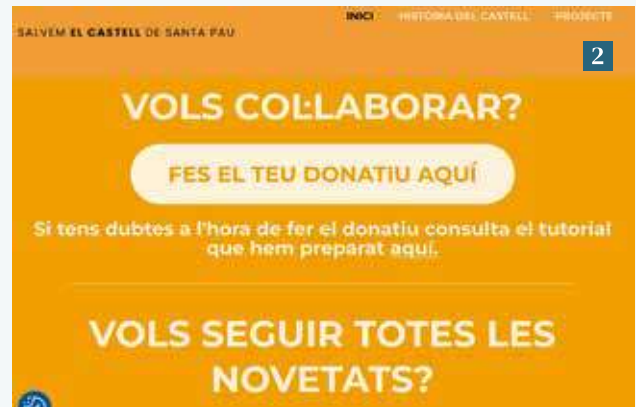 INICI HISTÒRIA DEL CASTELL PROJECTE
SALVEM EL CASTELL DE SANTA PAU
2
VOLS COL·LABORAR?
FES EL TEU DONATIU AQUÍ
Si tens dubtes a l'hora de fer el donatiu consulta el tutorial
que hem preparat aquí.
VOLS SEGUIR TOTES LES
NOVETATS?